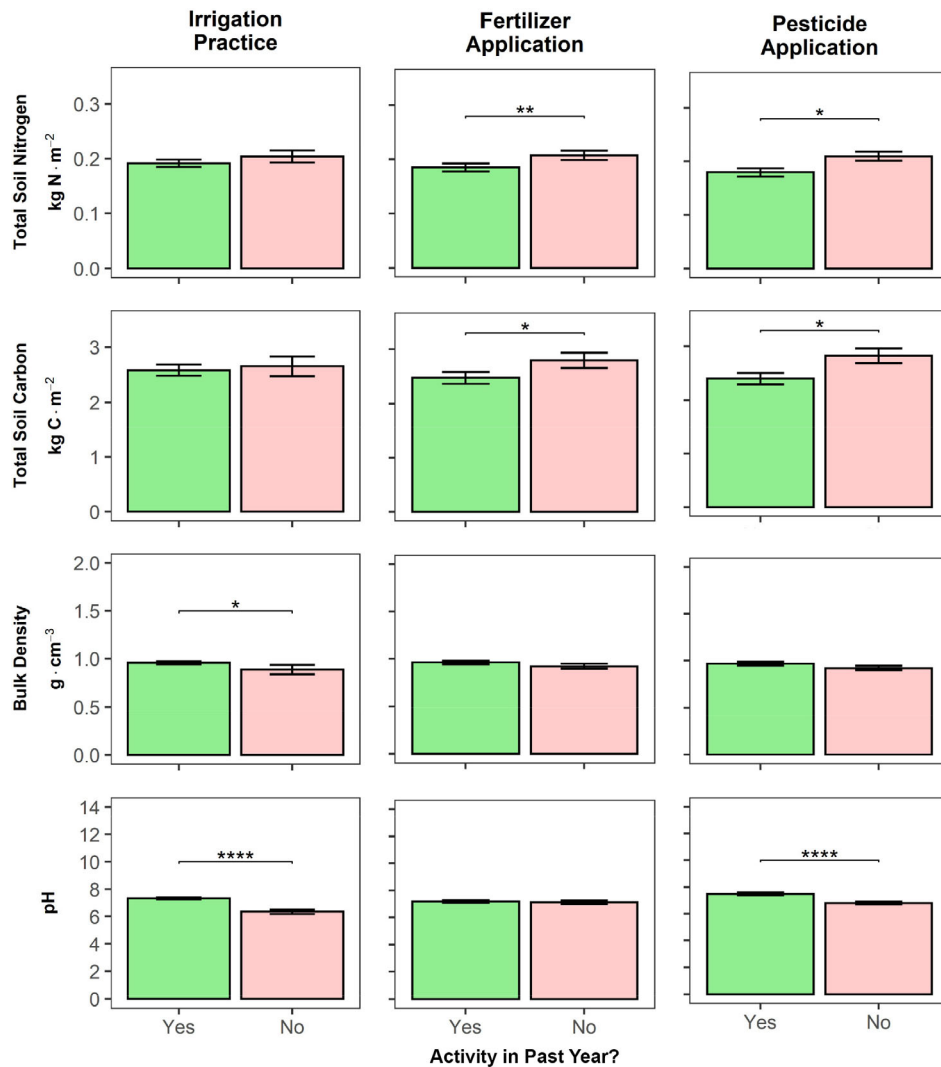 Irrigation
Practice
Fertilizer
Application
Pesticide
Application
Total Soil Nitrogen
kg N · m⁻²
0.3
0.2
0.1
0.0
**
*
Total Soil Carbon
kg C · m⁻²
3
2
1
0
*
*
Bulk Density
g · cm⁻³
2.0
1.5
1.0
0.5
0.0
*
pH
14
12
10
8
6
4
2
0
****
****
Yes No Yes No Yes No
Activity in Past Year?